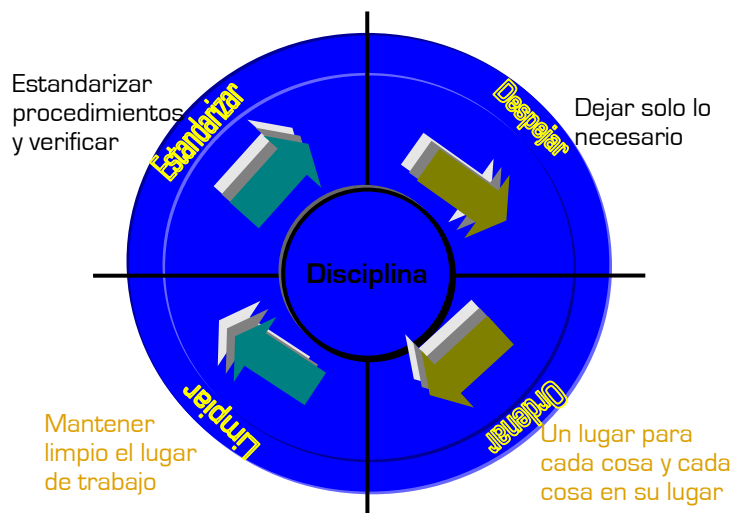 Estandarizar
procedimientos
y verificar
Estandarizar
Despejar
Dejar solo lo
necesario
Disciplina
Limpiar
Mantener
limpio el lugar
de trabajo
Ordenar
Un lugar para
cada cosa y cada
cosa en su lugar